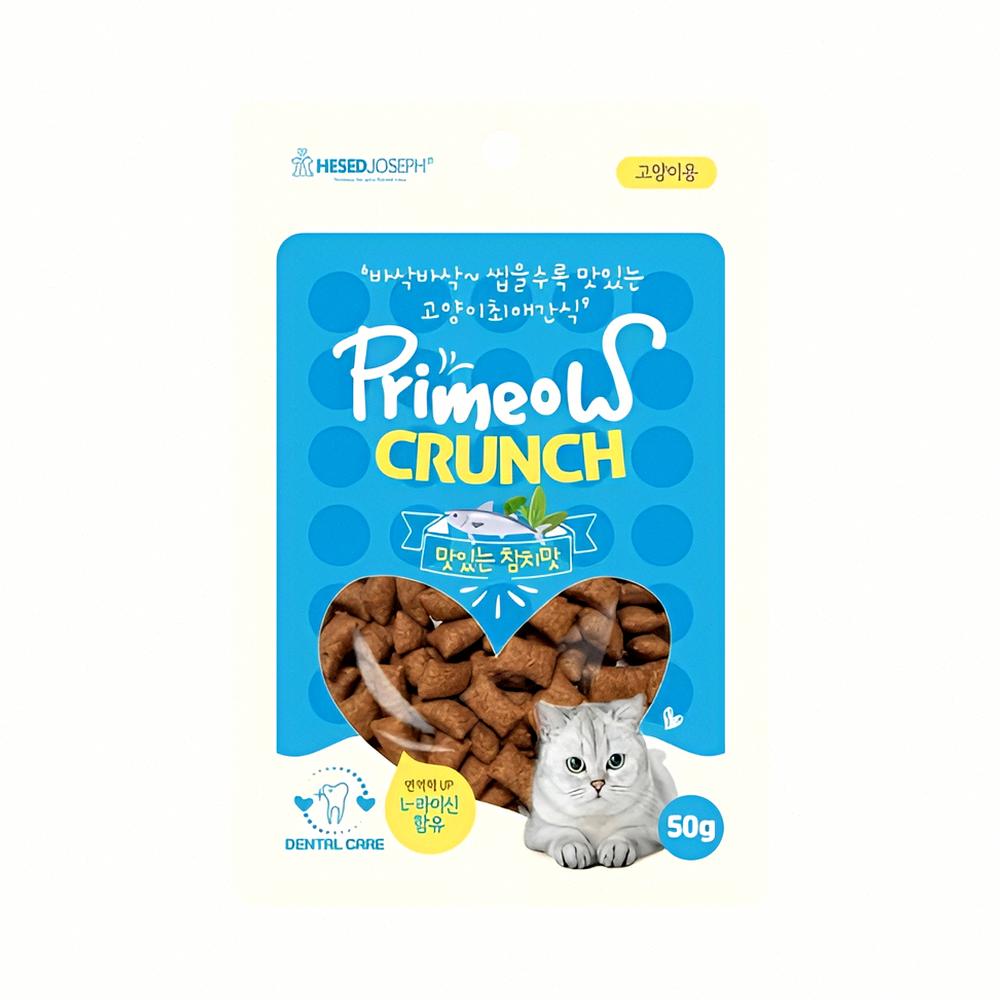 HESEDJOSEPH
고양이용
'바삭바삭~ 씹을수록 맛있는
고양이최애간식'
Primeow
CRUNCH
맛있는 참치맛
면역력 UP
L-라이신
함유
DENTAL CARE
50g